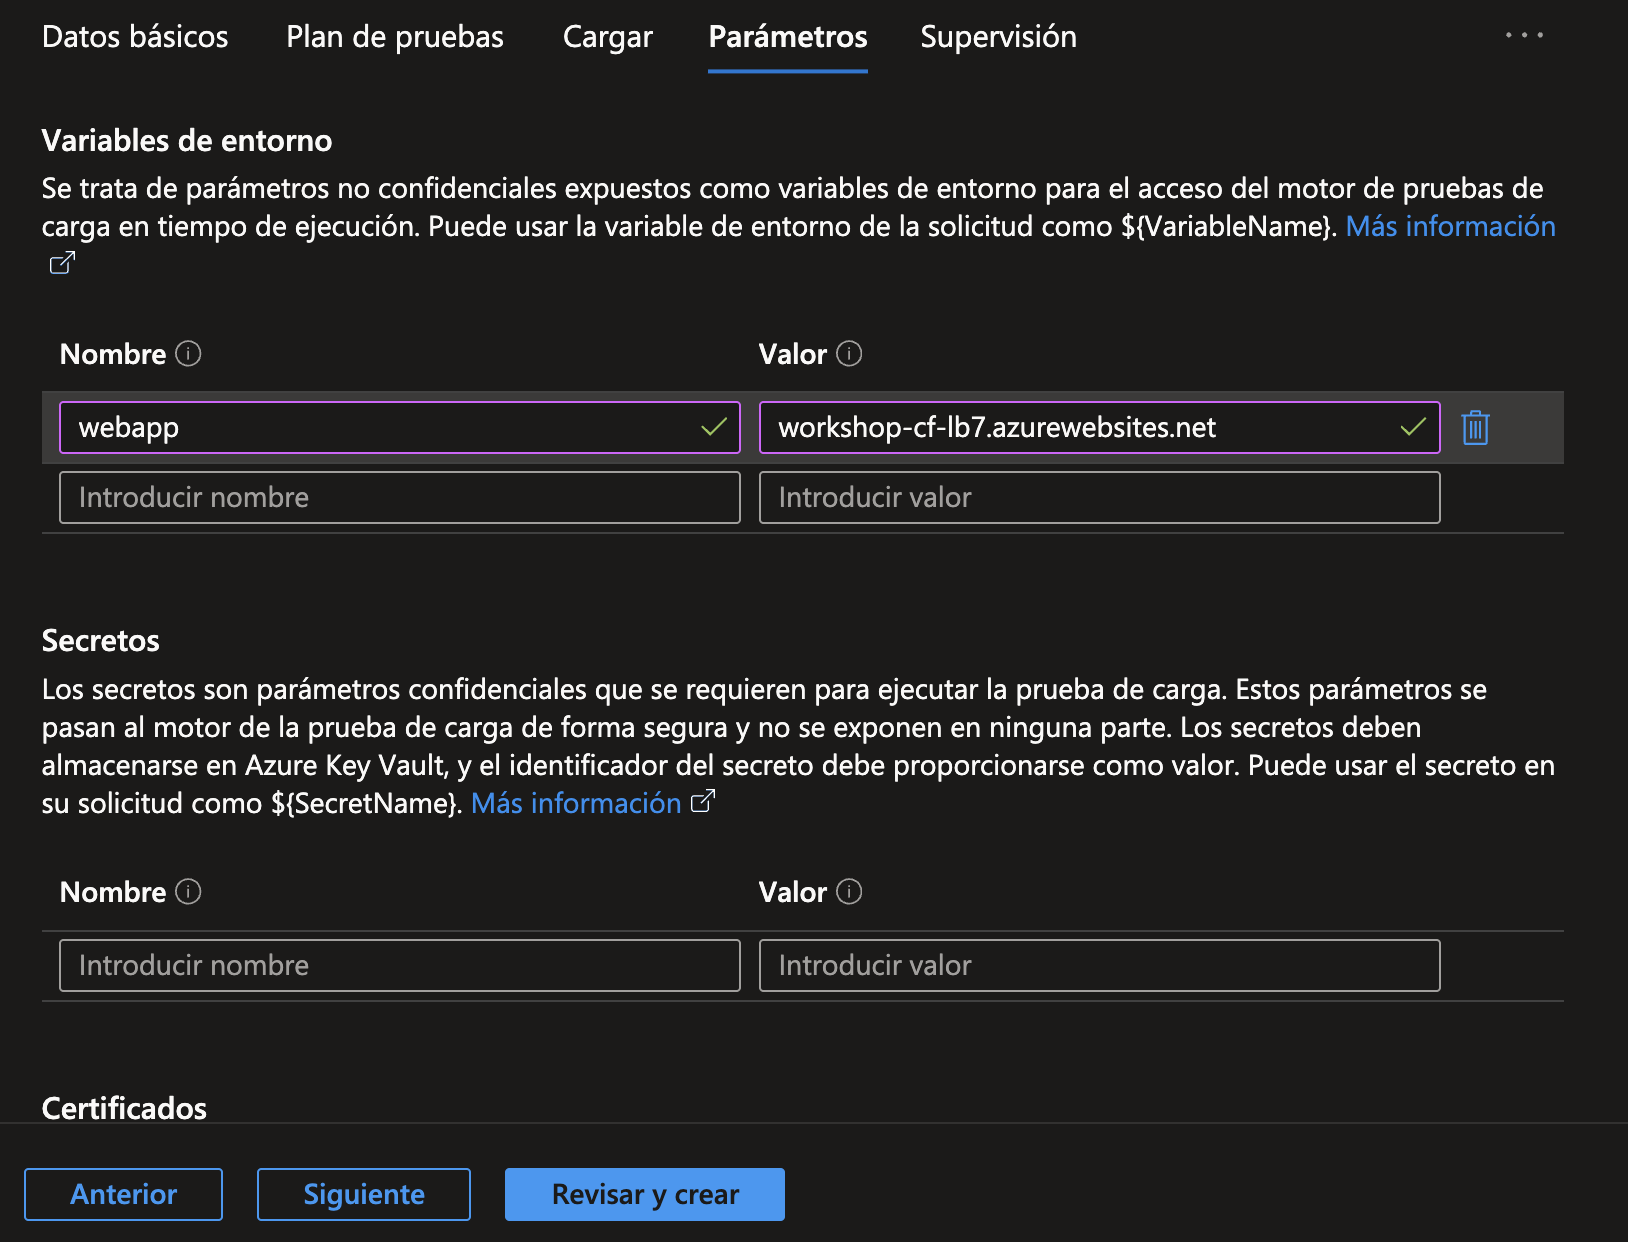 Datos básicos Plan de pruebas Cargar Parámetros Supervisión ...
Variables de entorno
Se trata de parámetros no confidenciales expuestos como variables de entorno para el acceso del motor de pruebas de
carga en tiempo de ejecución. Puede usar la variable de entorno de la solicitud como ${VariableName}. Más información
Nombre Valor
webapp workshop-cf-lb7.azurewebsites.net
Introducir nombre Introducir valor
Secretos
Los secretos son parámetros confidenciales que se requieren para ejecutar la prueba de carga. Estos parámetros se
pasan al motor de la prueba de carga de forma segura y no se exponen en ninguna parte. Los secretos deben
almacenarse en Azure Key Vault, y el identificador del secreto debe proporcionarse como valor. Puede usar el secreto en
su solicitud como ${SecretName}. Más información
Nombre Valor
Introducir nombre Introducir valor
Certificados
Anterior Siguiente Revisar y crear